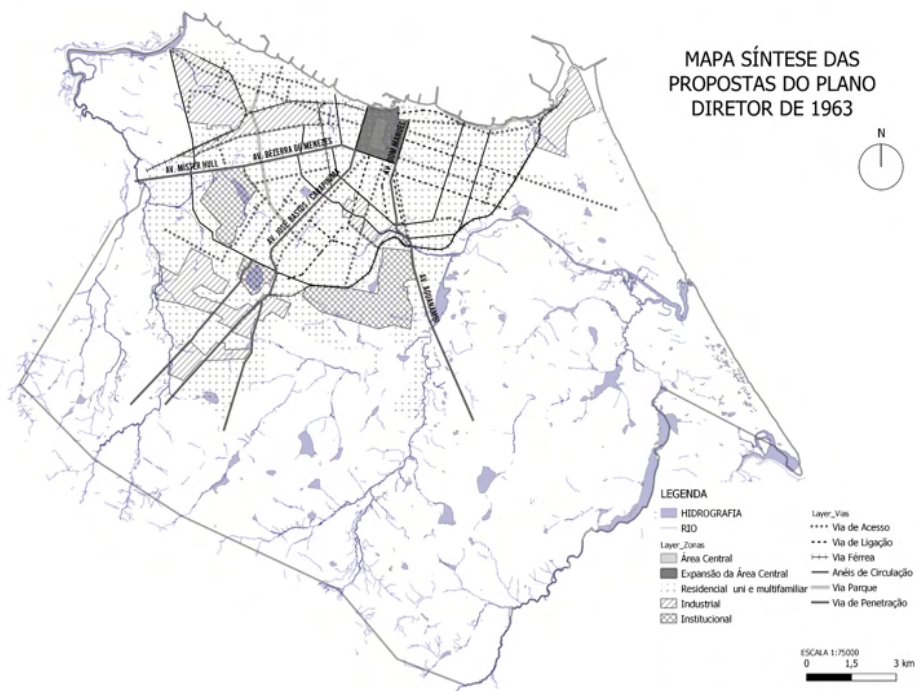 MAPA SÍNTESE DAS
PROPOSTAS DO PLANO
DIRETOR DE 1963
N
AV. MISTER HULL
AV. BEZERRA DE MENEZES
AV. DOM MANUEL
AV. JOSÉ BASTOS / CARAPINIMA
AV. AGUANAMBI
LEGENDA
HIDROGRAFIA
RIO
Layer_Zonas
Área Central
Expansão da Área Central
Residencial uni e multifamiliar
Industrial
Institucional
Layer_Vias
Via de Acesso
Via de Ligação
Via Férrea
Anéis de Circulação
Via Parque
Via de Penetração
ESCALA 1:75000
0 1,5 3 km